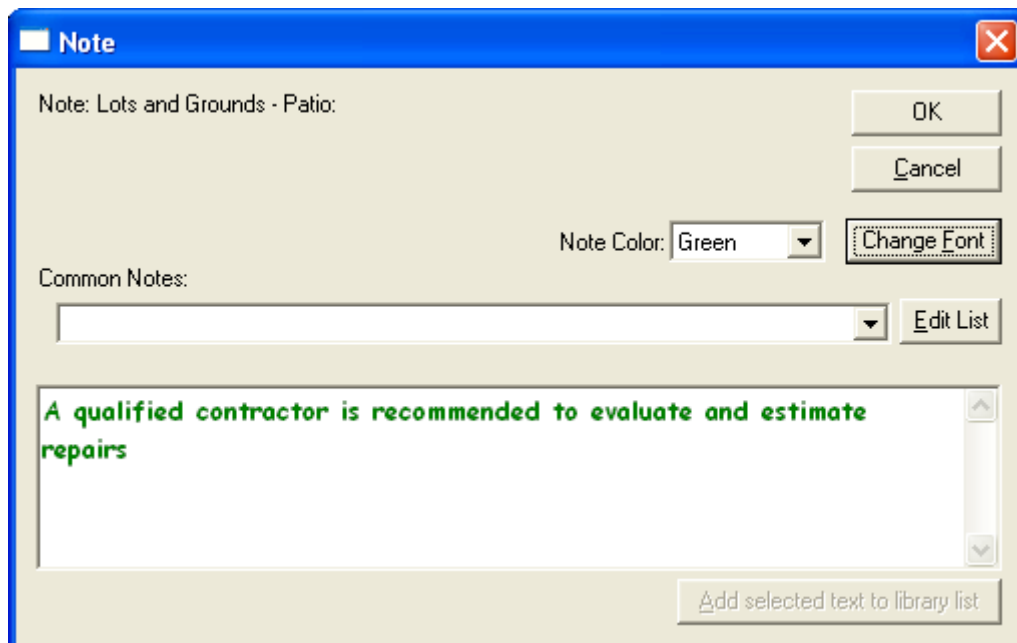 Note
Note: Lots and Grounds - Patio:
OK
Cancel
Note Color: Green
Change Font
Common Notes:
Edit List
A qualified contractor is recommended to evaluate and estimate
repairs
Add selected text to library list